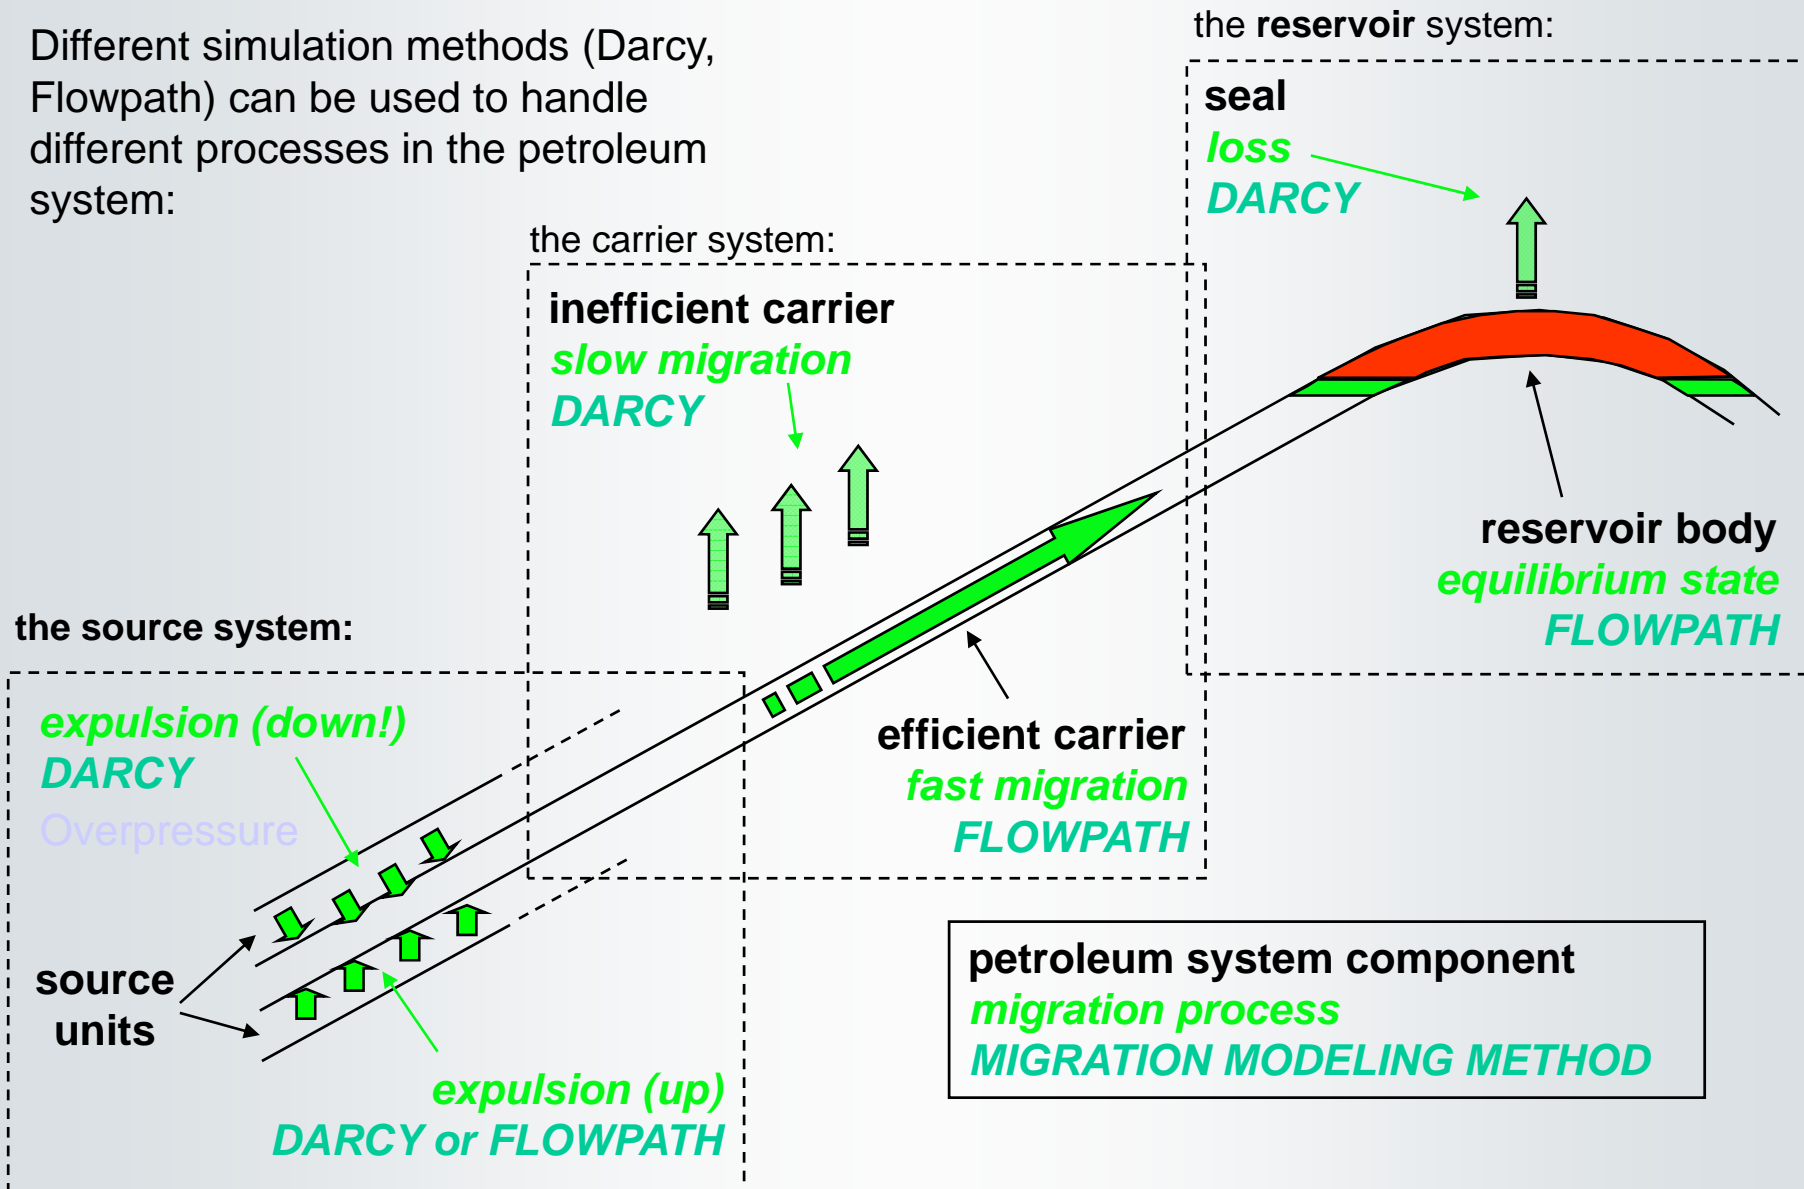 Different simulation methods (Darcy,
Flowpath) can be used to handle
different processes in the petroleum
system:
the reservoir system:
seal
loss
DARCY
the carrier system:
inefficient carrier
slow migration
DARCY
reservoir body
equilibrium state
FLOWPATH
the source system:
expulsion (down!)
DARCY
Overpressure
efficient carrier
fast migration
FLOWPATH
source
units
expulsion (up)
DARCY or FLOWPATH
petroleum system component
migration process
MIGRATION MODELING METHOD